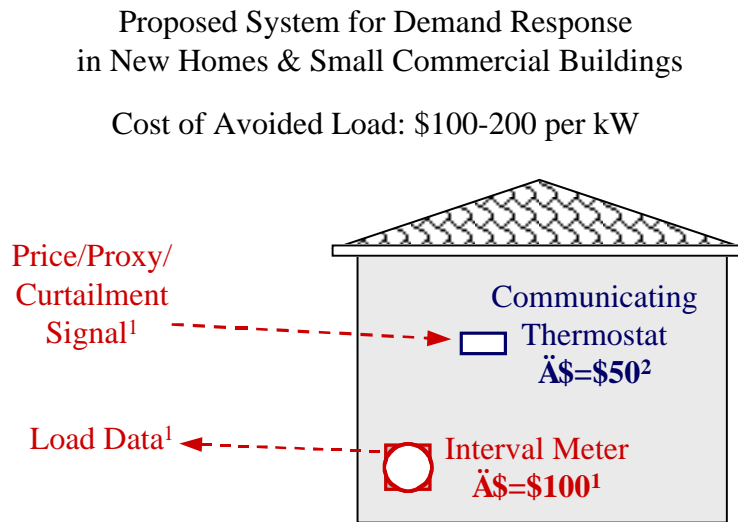 Proposed System for Demand Response
in New Homes & Small Commercial Buildings
Cost of Avoided Load: $100-200 per kW
Price/Proxy/
Curtailment
Signal¹
Communicating
Thermostat
Ä$=$50²
Load Data¹
Interval Meter
Ä$=$100¹